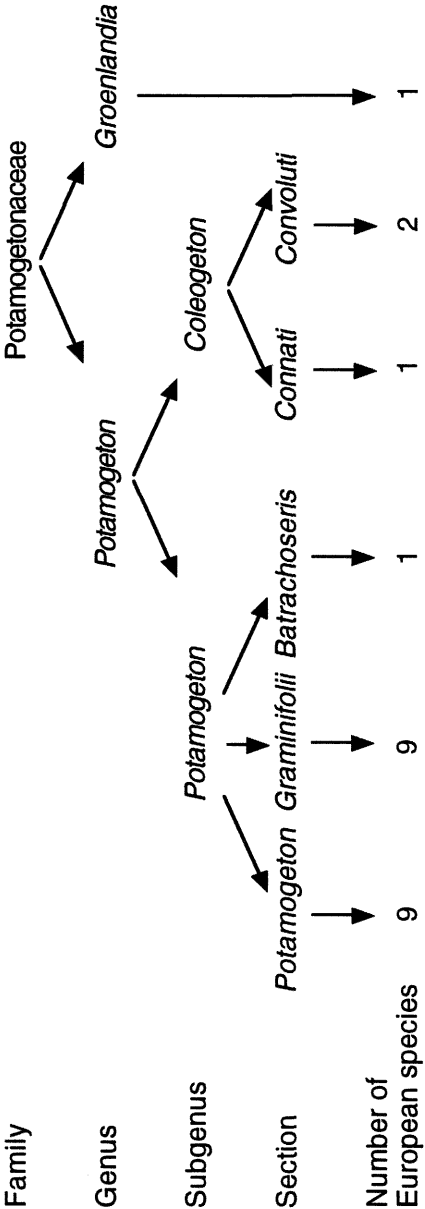 Family
Potamogetonaceae
Genus
Potamogeton
Groenlandia
Subgenus
Potamogeton
Coleogeton
Section
Potamogeton Graminifolii Batrachoseris Connati Convoluti
Number of
European species
9 9 1 1 2 1